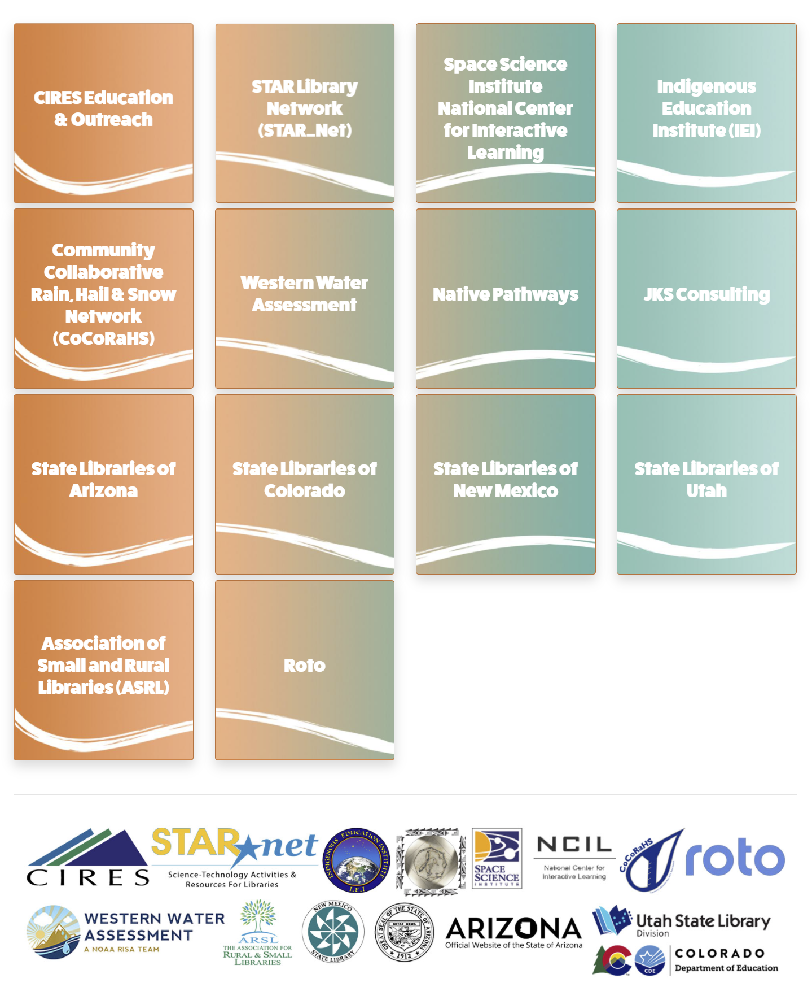 CIRES Education
& Outreach
STAR Library
Network
(STAR_Net)
Space Science
Institute
National Center
for Interactive
Learning
Indigenous
Education
Institute (IEI)
Community
Collaborative
Rain, Hail & Snow
Network
(CoCoRaHS)
Western Water
Assessment
Native Pathways
JKS Consulting
State Libraries of
Arizona
State Libraries of
Colorado
State Libraries of
New Mexico
State Libraries of
Utah
Association of
Small and Rural
Libraries (ASRL)
Roto
CIRES
STAR net
Science-Technology Activities &
Resources For Libraries
INDIGENOUS EDUCATION INSTITUTE
I.E.I
SPACE
SCIENCE
INSTITUTE
NCIL
National Center for
Interactive Learning
CoCoRaHS
roto
WESTERN WATER
ASSESSMENT
A NOAA RISA TEAM
ARSL
THE ASSOCIATION FOR
RURAL & SMALL
LIBRARIES
NEW MEXICO
STATE LIBRARY
GREAT SEAL OF THE STATE OF ARIZONA
DITAT DEUS
1912
ARIZONA
Official Website of the State of Arizona
Utah State Library
Division
CDE
COLORADO
Department of Education